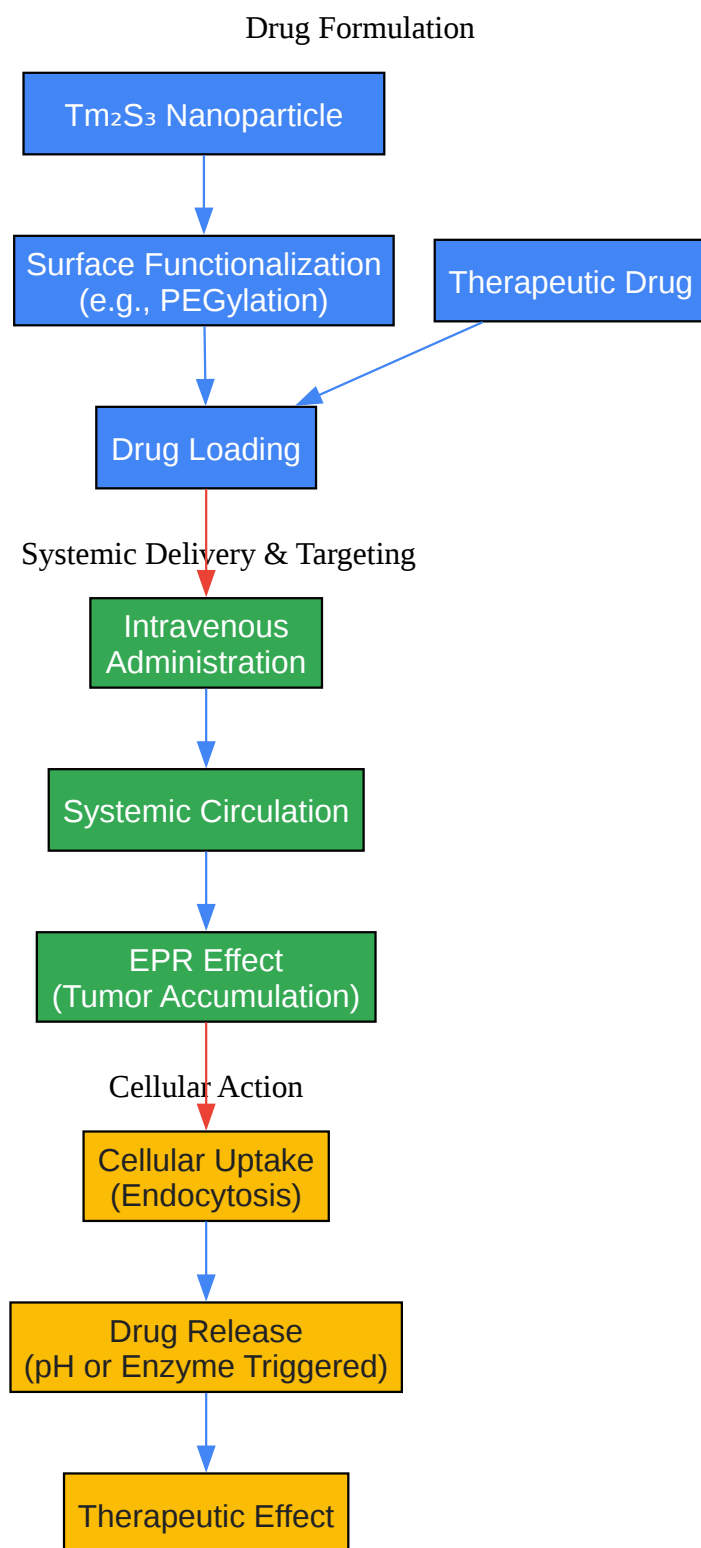 Drug Formulation
Tm₂S₃ Nanoparticle
Surface Functionalization
(e.g., PEGylation)
Therapeutic Drug
Drug Loading
Systemic Delivery & Targeting
Intravenous
Administration
Systemic Circulation
EPR Effect
(Tumor Accumulation)
Cellular Action
Cellular Uptake
(Endocytosis)
Drug Release
(pH or Enzyme Triggered)
Therapeutic Effect